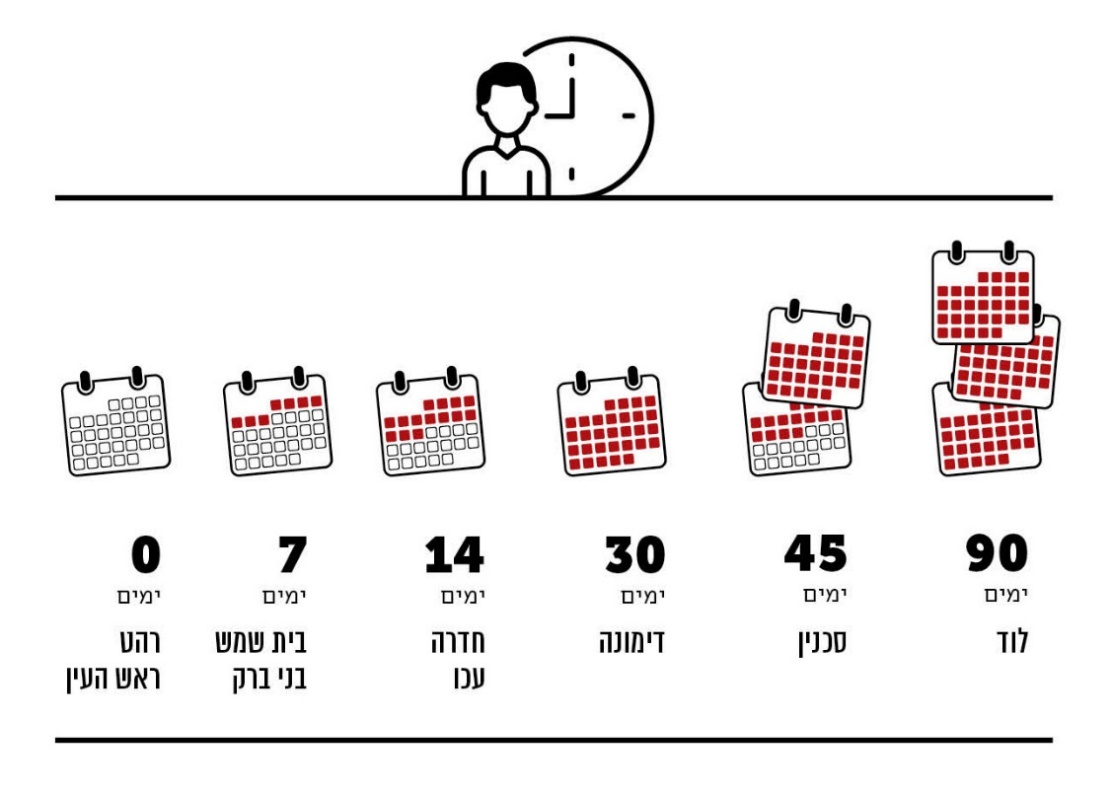 90
ימים
לוד
45
ימים
סכנין
30
ימים
דימונה
14
ימים
חדרה
עכו
7
ימים
בית שמש
בני ברק
0
ימים
רהט
ראש העין